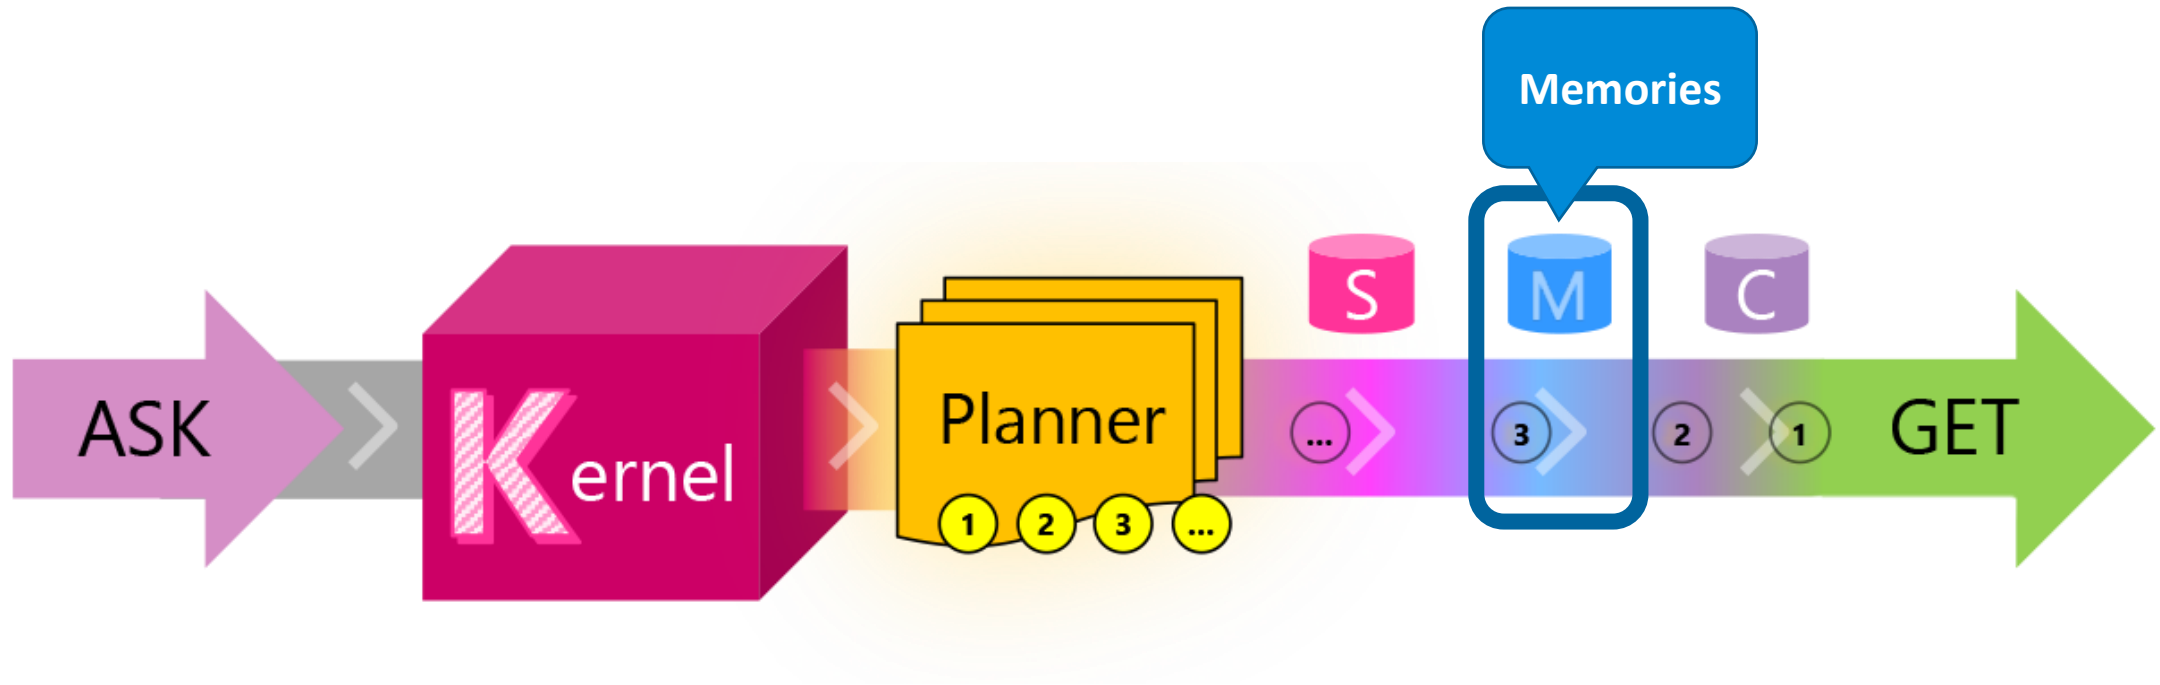 Memories
S
M
C
ASK
Kernel
Planner
1 2 3 ...
... 3 2 1
GET